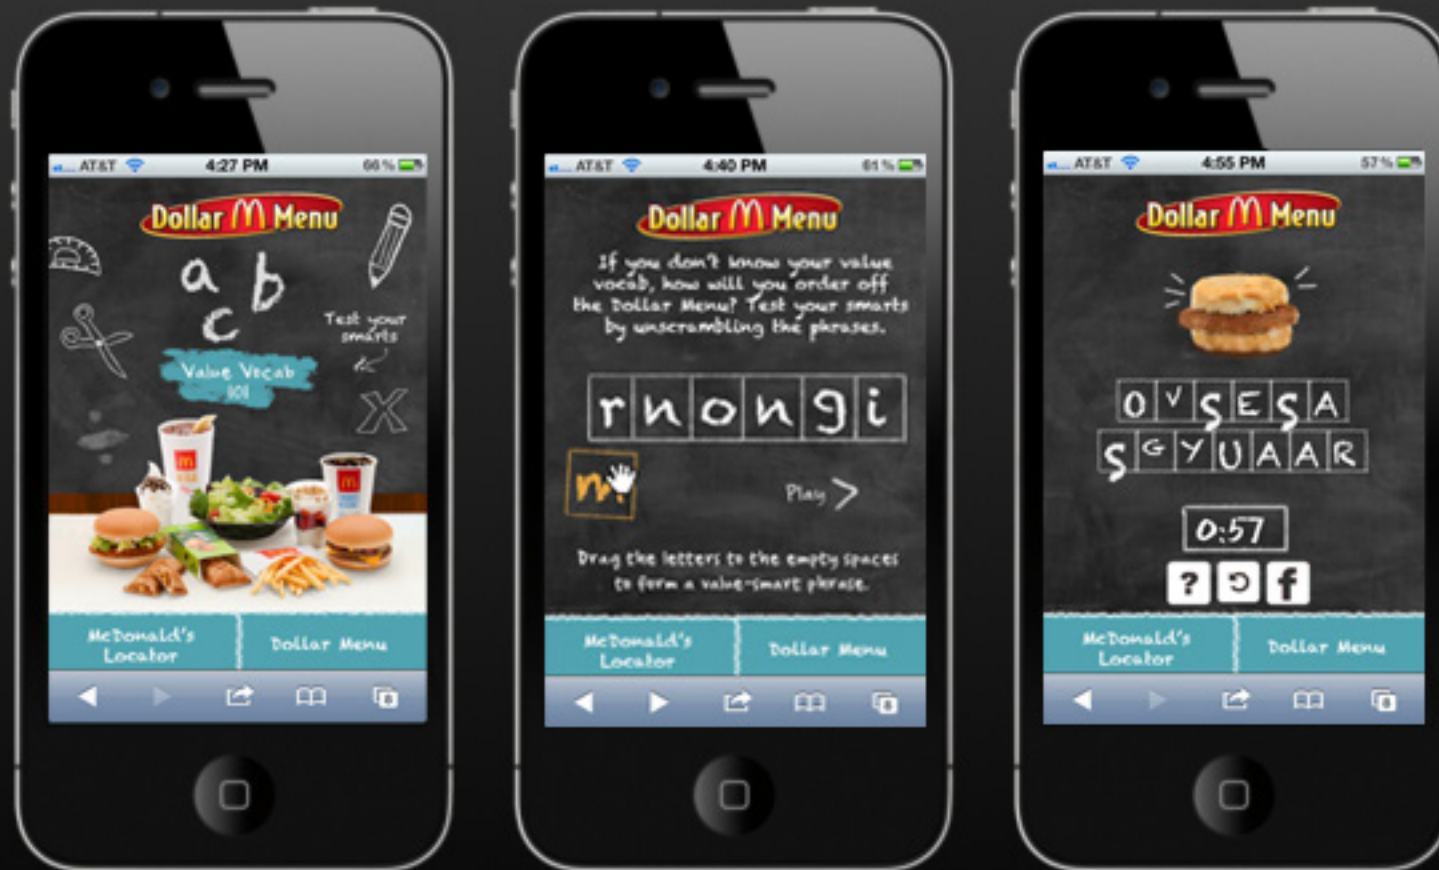 AT&T 4:27 PM 66%
Dollar M Menu
a b
c
Test your
smarts
Value Vocab
101
X
McDonald's
Locator
Dollar Menu
AT&T 4:40 PM 61%
Dollar M Menu
If you don't know your value
vocab, how will you order off
the Dollar Menu? Test your smarts
by unscrambling the phrases.
rnongi
m
Play >
Drag the letters to the empty spaces
to form a value-smart phrase.
McDonald's
Locator
Dollar Menu
AT&T 4:55 PM 57%
Dollar M Menu
OVSESA
SGYUAAR
0:57
? f
McDonald's
Locator
Dollar Menu